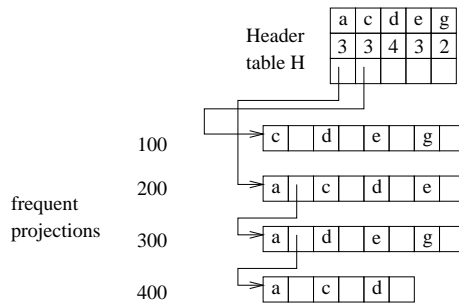 a c d e g
Header table H
3 3 4 3 2
100 c d e g
200 a c d e
frequent projections
300 a d e g
400 a c d